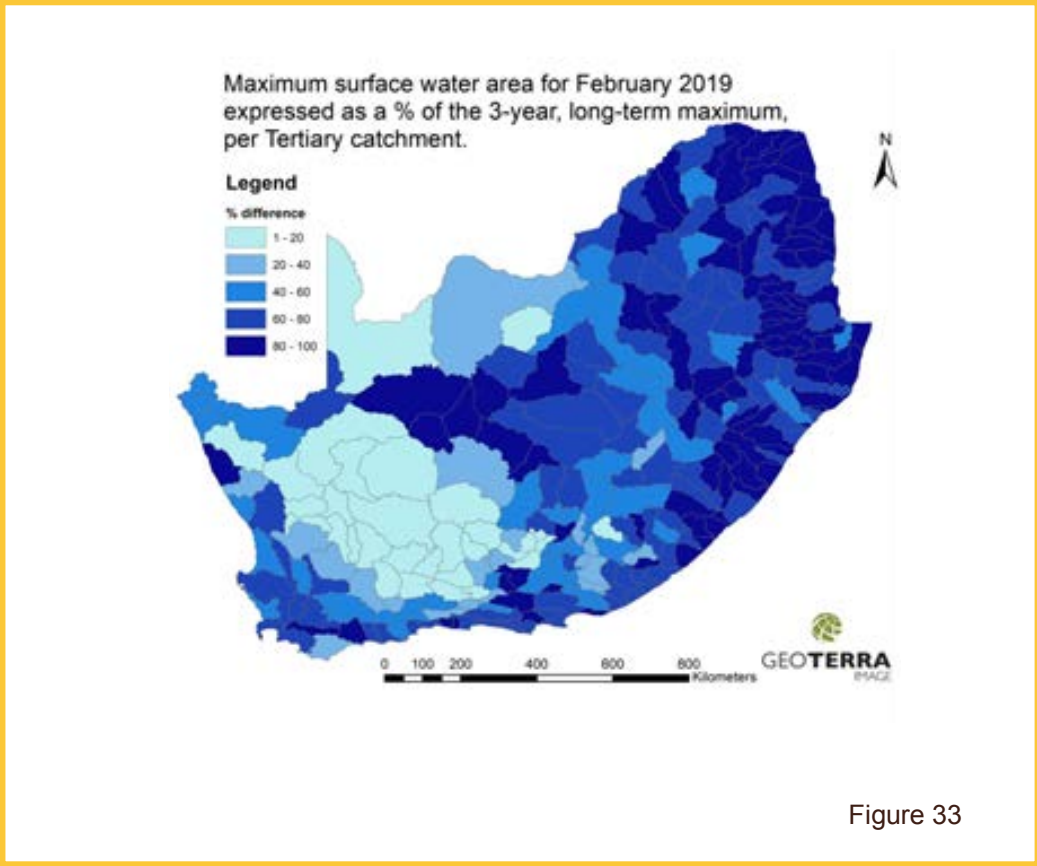 Maximum surface water area for February 2019
expressed as a % of the 3-year, long-term maximum,
per Tertiary catchment.
N
Legend
% difference
1 - 20
20 - 40
40 - 60
60 - 80
80 - 100
0 100 200 400 600 800
Kilometers
GEOTERRA
IMAGE
Figure 33